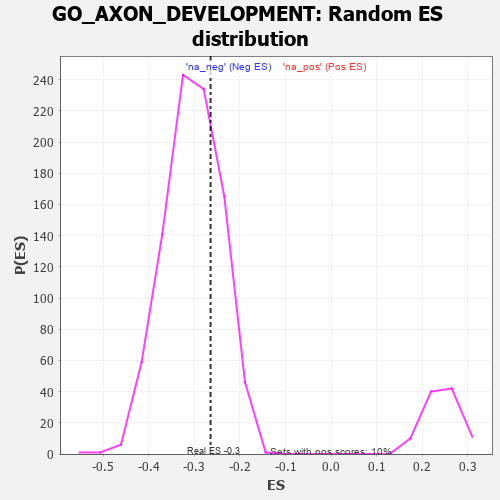 GO_AXON_DEVELOPMENT: Random ES
distribution
'na_neg' (Neg ES) 'na_pos' (Pos ES)
240
220
200
180
160
140
120
100
80
60
40
20
0
P(ES)
Real ES -0.3 Sets with pos scores: 10%
-0.5 -0.4 -0.3 -0.2 -0.1 0.0 0.1 0.2 0.3
ES